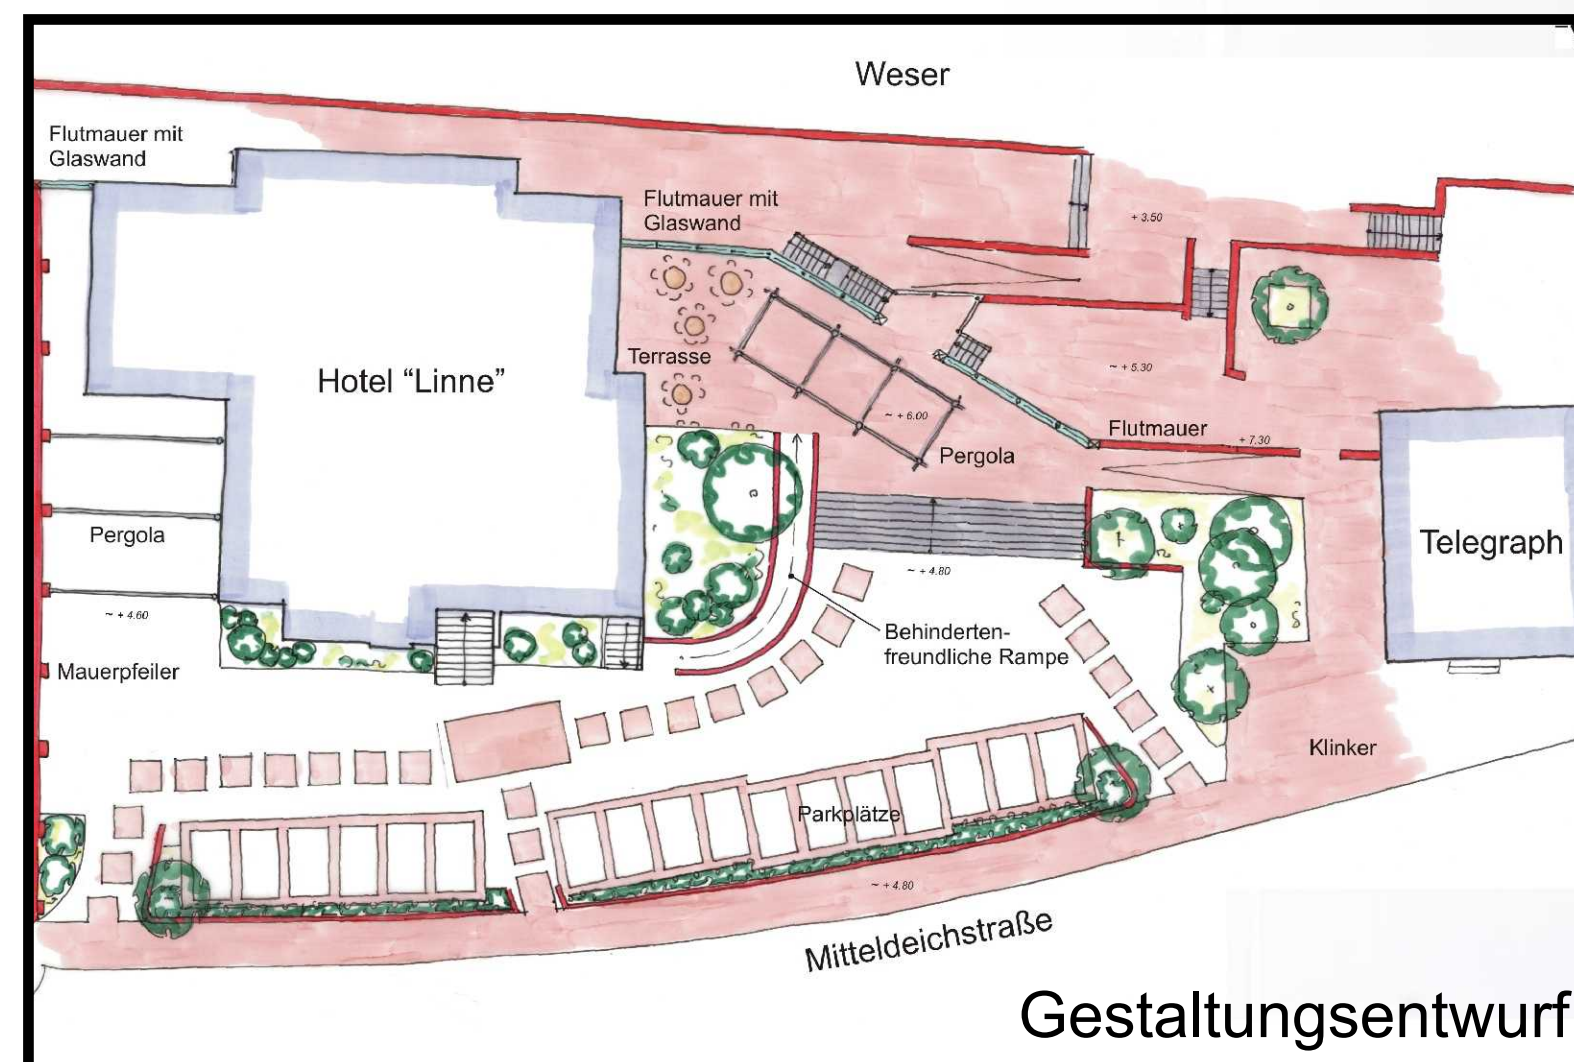 Weser
Flutmauer mit
Glaswand
Flutmauer mit
Glaswand
+ 3.50
Hotel “Linne”
Terrasse
~ + 5.30
~ + 6.00
Flutmauer
+ 7.30
Pergola
Pergola
Telegraph
~ + 4.80
~ + 4.60
Behinderten-
freundliche Rampe
Mauerpfeiler
Klinker
Parkplätze
~ + 4.80
Mitteldeichstraße
Gestaltungsentwurf